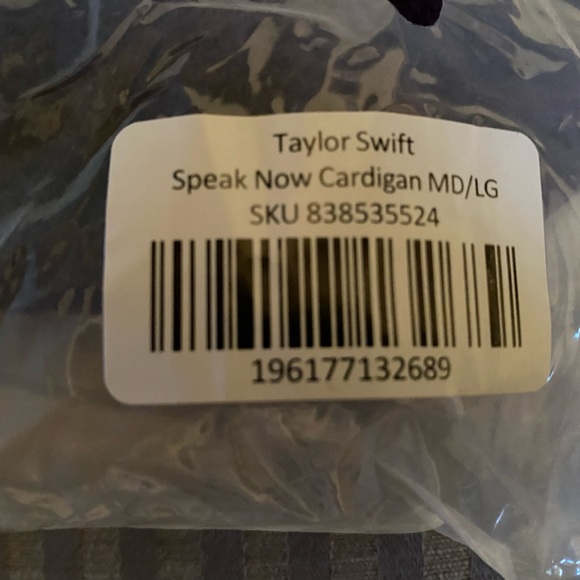 Taylor Swift
Speak Now Cardigan MD/LG
SKU 838535524
196177132689